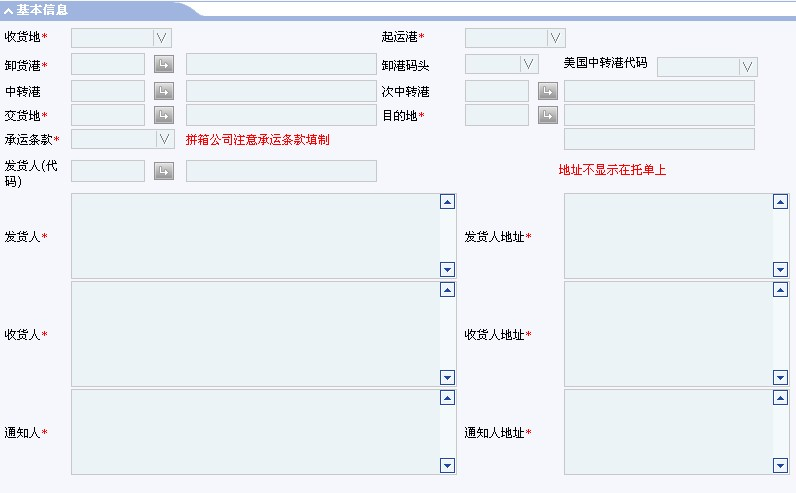 基本信息
收货地*
起运港*
卸货港*
卸港码头
美国中转港代码
中转港
次中转港
交货地*
目的地*
承运条款*
拼箱公司注意承运条款填制
发货人(代
码)
地址不显示在托单上
发货人*
发货人地址*
收货人*
收货人地址*
通知人*
通知人地址*